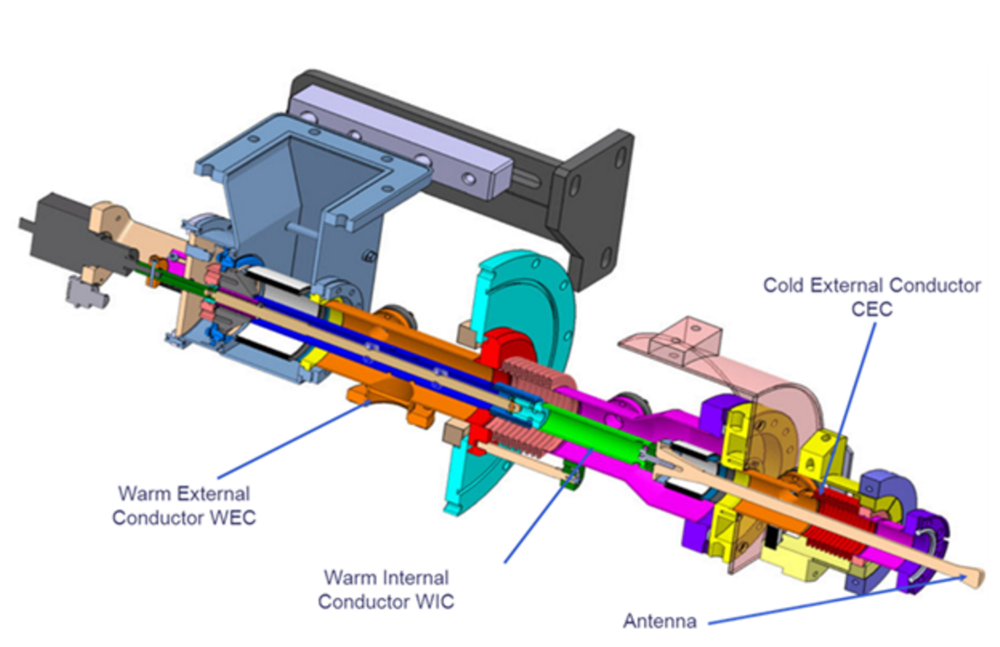 Cold External Conductor
CEC
Warm External
Conductor WEC
Warm Internal
Conductor WIC
Antenna